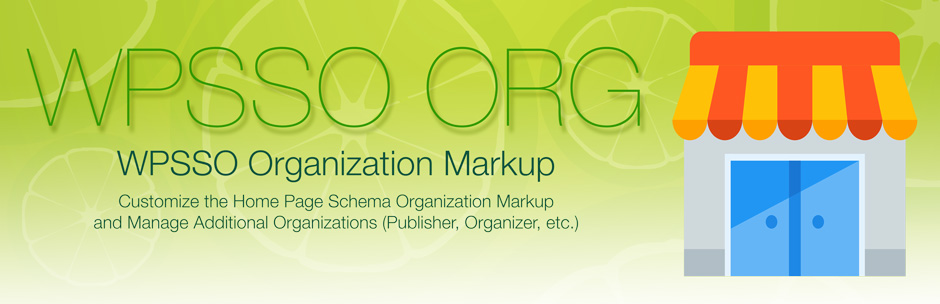 WPSSO ORG
WPSSO Organization Markup
Customize the Home Page Schema Organization Markup
and Manage Additional Organizations (Publisher, Organizer, etc.)